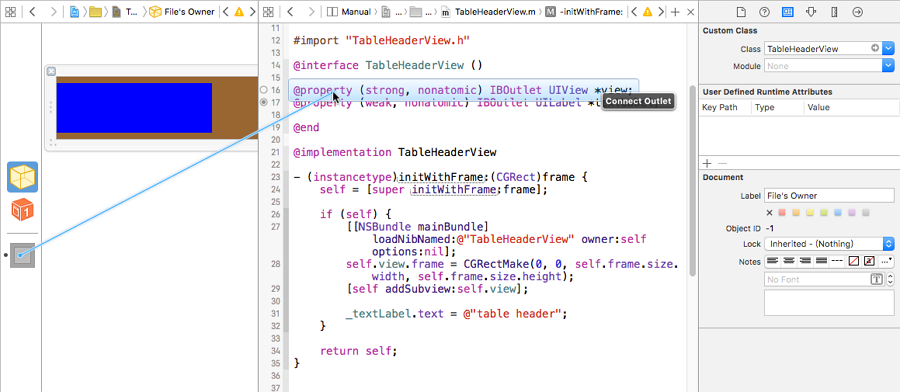 T...
File's Owner
Manual
m...
TableHeaderView.m
-initWithFrame:
11
12 #import "TableHeaderView.h"
13
14 @interface TableHeaderView ()
15
16 @property (strong, nonatomic) IBOutlet UIView *view;
17 @property (weak, nonatomic) IBOutlet UILabel *t
Connect Outlet
18
19 @end
20
21 @implementation TableHeaderView
22
23 - (instancetype)initWithFrame:(CGRect)frame {
24 self = [super initWithFrame:frame];
25
26 if (self) {
27 [[NSBundle mainBundle]
loadNibNamed:@"TableHeaderView" owner:self
options:nil];
28 self.view.frame = CGRectMake(0, 0, self.frame.size.
width, self.frame.size.height);
29 [self addSubview:self.view];
30
31 _textLabel.text = @"table header";
32 }
33
34 return self;
35 }
36
37
Custom Class
Class TableHeaderView
Module None
User Defined Runtime Attributes
Key Path Type Value
Document
Label File's Owner
Object ID -1
Lock Inherited - (Nothing)
Notes
No Font